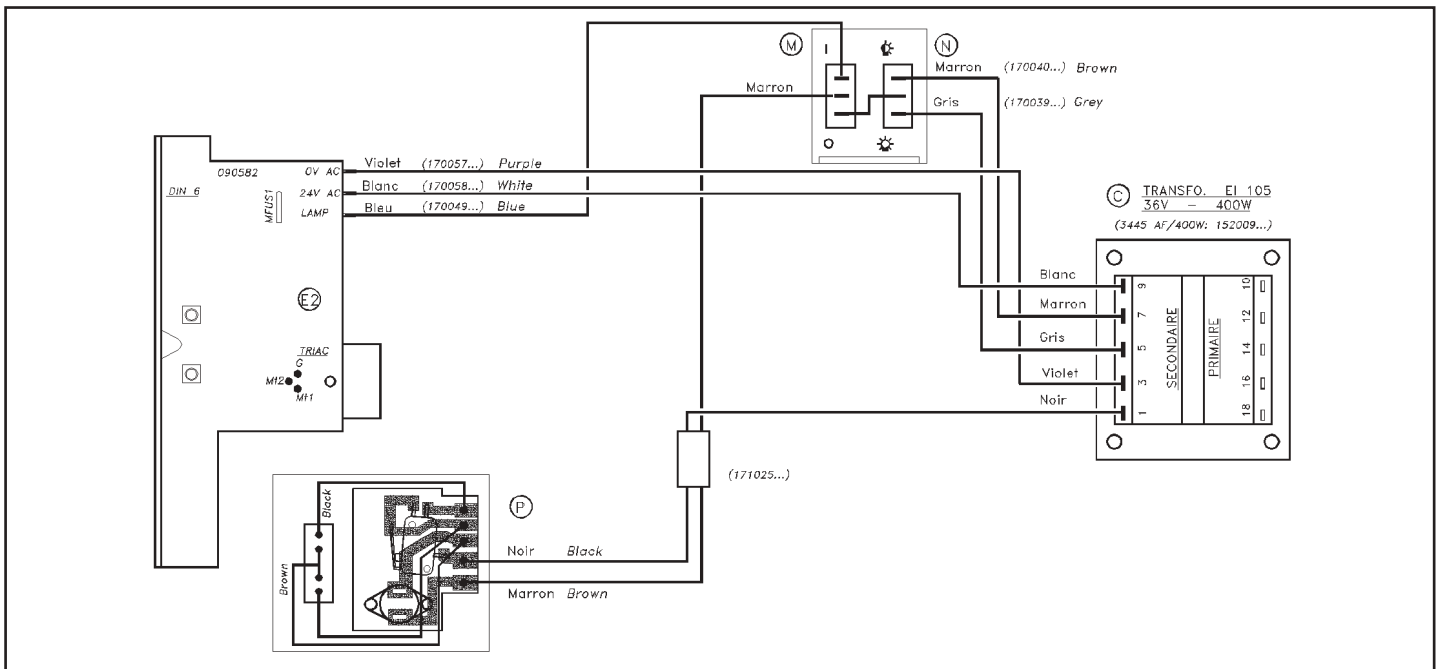 M
I
N
Marron (170040...) Brown
Marron
Gris (170039...) Grey
O
090582
OV AC
Violet (170057...) Purple
DIN 6
MFUS1
24V AC
Blanc (170058...) White
LAMP
Bleu (170049...) Blue
C
TRANSFO. EI 105
36V – 400W
(3445 AF/400W: 152009...)
E2
TRIAC
G
Mt2
Mt1
Blanc
Marron
Gris
Violet
Noir
9
7
5
3
1
SECONDAIRE
PRIMAIRE
10
12
14
16
18
(171025...)
P
Black
Brown
Noir Black
Marron Brown